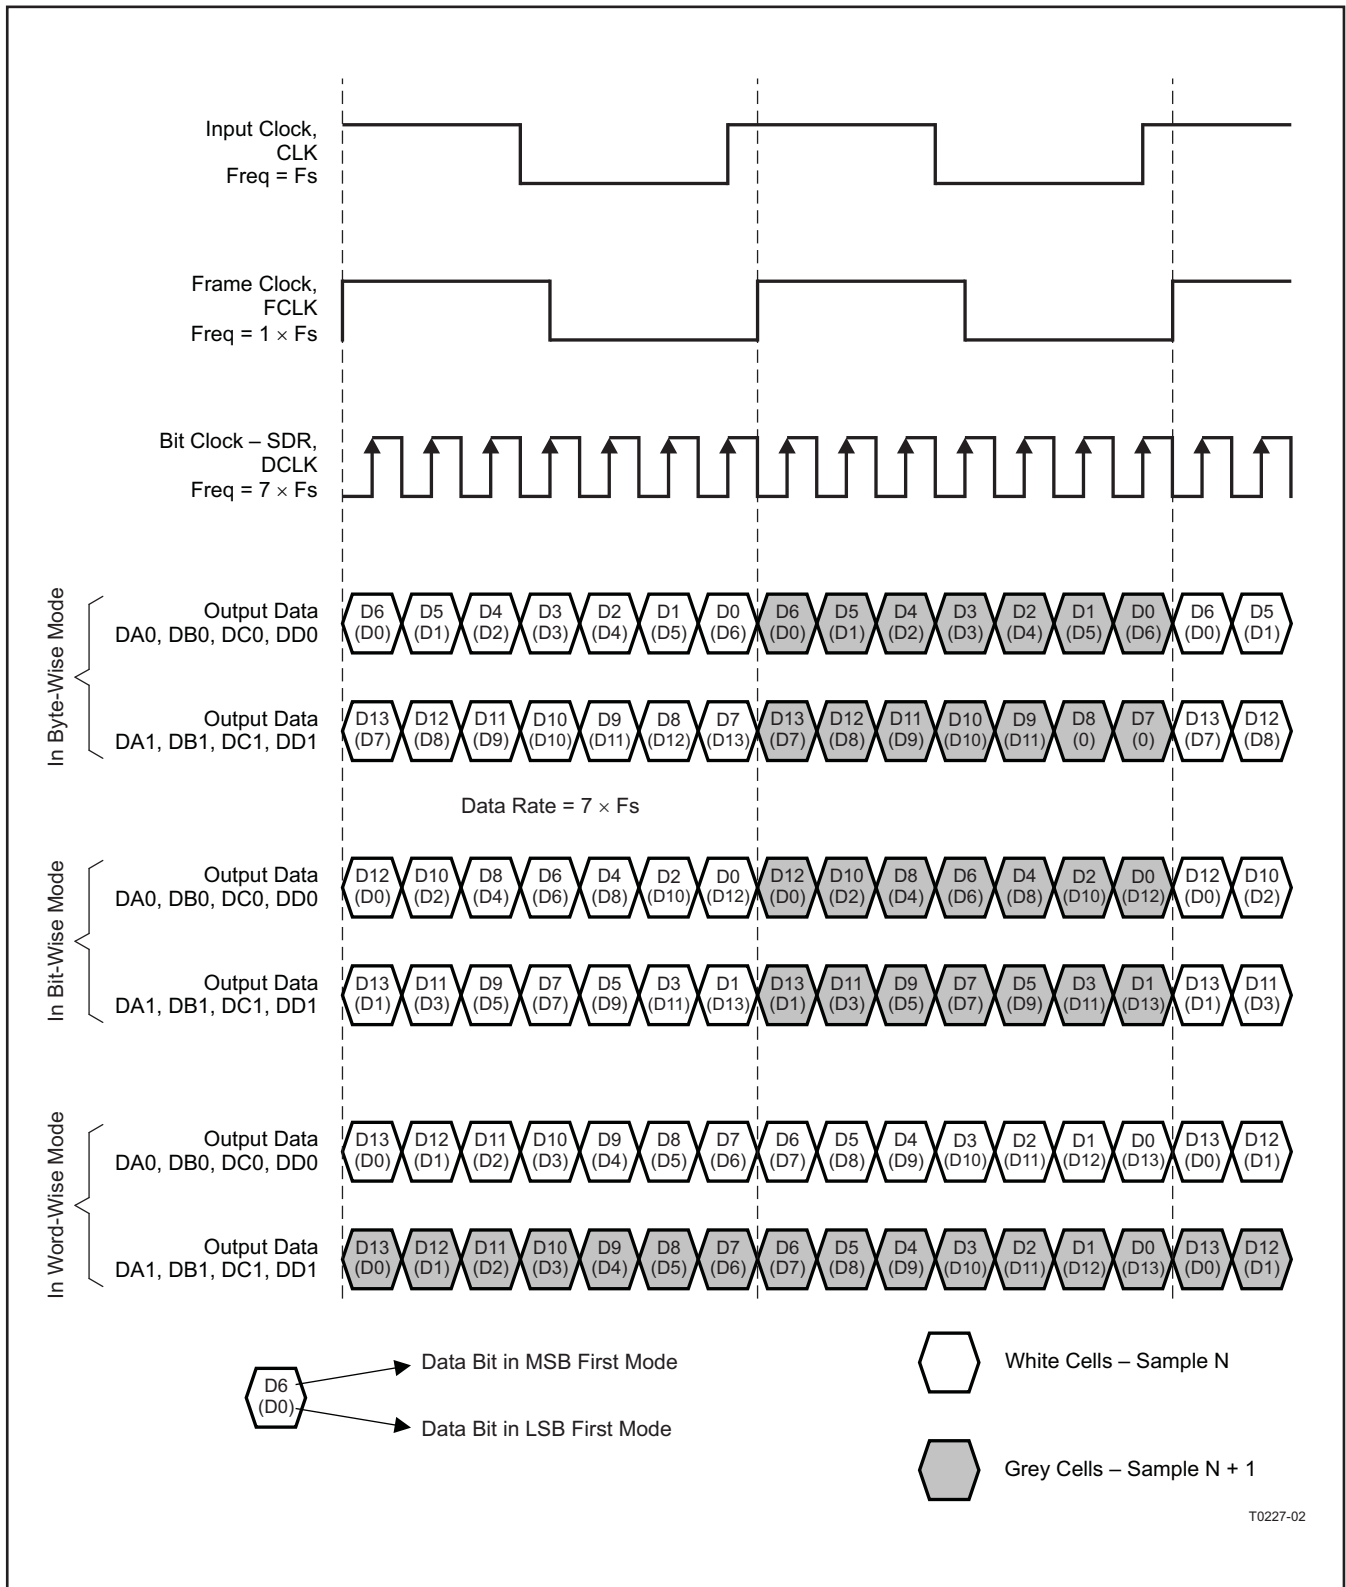 Input Clock,
CLK
Freq = Fs
Frame Clock,
FCLK
Freq = 1 × Fs
Bit Clock – SDR,
DCLK
Freq = 7 × Fs
In Byte-Wise Mode
Output Data
DA0, DB0, DC0, DD0
D6 D5 D4 D3 D2 D1 D0 D6 D5 D4 D3 D2 D1 D0 D6 D5
(D0) (D1) (D2) (D3) (D4) (D5) (D6) (D0) (D1) (D2) (D3) (D4) (D5) (D6) (D0) (D1)
Output Data
DA1, DB1, DC1, DD1
D13 D12 D11 D10 D9 D8 D7 D13 D12 D11 D10 D9 D8 D7 D13 D12
(D7) (D8) (D9) (D10) (D11) (D12) (D13) (D7) (D8) (D9) (D10) (D11) (0) (0) (D7) (D8)
Data Rate = 7 × Fs
In Bit-Wise Mode
Output Data
DA0, DB0, DC0, DD0
D12 D10 D8 D6 D4 D2 D0 D12 D10 D8 D6 D4 D2 D0 D12 D10
(D0) (D2) (D4) (D6) (D8) (D10) (D12) (D0) (D2) (D4) (D6) (D8) (D10) (D12) (D0) (D2)
Output Data
DA1, DB1, DC1, DD1
D13 D11 D9 D7 D5 D3 D1 D13 D11 D9 D7 D5 D3 D1 D13 D11
(D1) (D3) (D5) (D7) (D9) (D11) (D13) (D1) (D3) (D5) (D7) (D9) (D11) (D13) (D1) (D3)
In Word-Wise Mode
Output Data
DA0, DB0, DC0, DD0
D13 D12 D11 D10 D9 D8 D7 D6 D5 D4 D3 D2 D1 D0 D13 D12
(D0) (D1) (D2) (D3) (D4) (D5) (D6) (D7) (D8) (D9) (D10) (D11) (D12) (D13) (D0) (D1)
Output Data
DA1, DB1, DC1, DD1
D13 D12 D11 D10 D9 D8 D7 D6 D5 D4 D3 D2 D1 D0 D13 D12
(D0) (D1) (D2) (D3) (D4) (D5) (D6) (D7) (D8) (D9) (D10) (D11) (D12) (D13) (D0) (D1)
D6
(D0)
Data Bit in MSB First Mode
Data Bit in LSB First Mode
White Cells – Sample N
Grey Cells – Sample N + 1
T0227-02